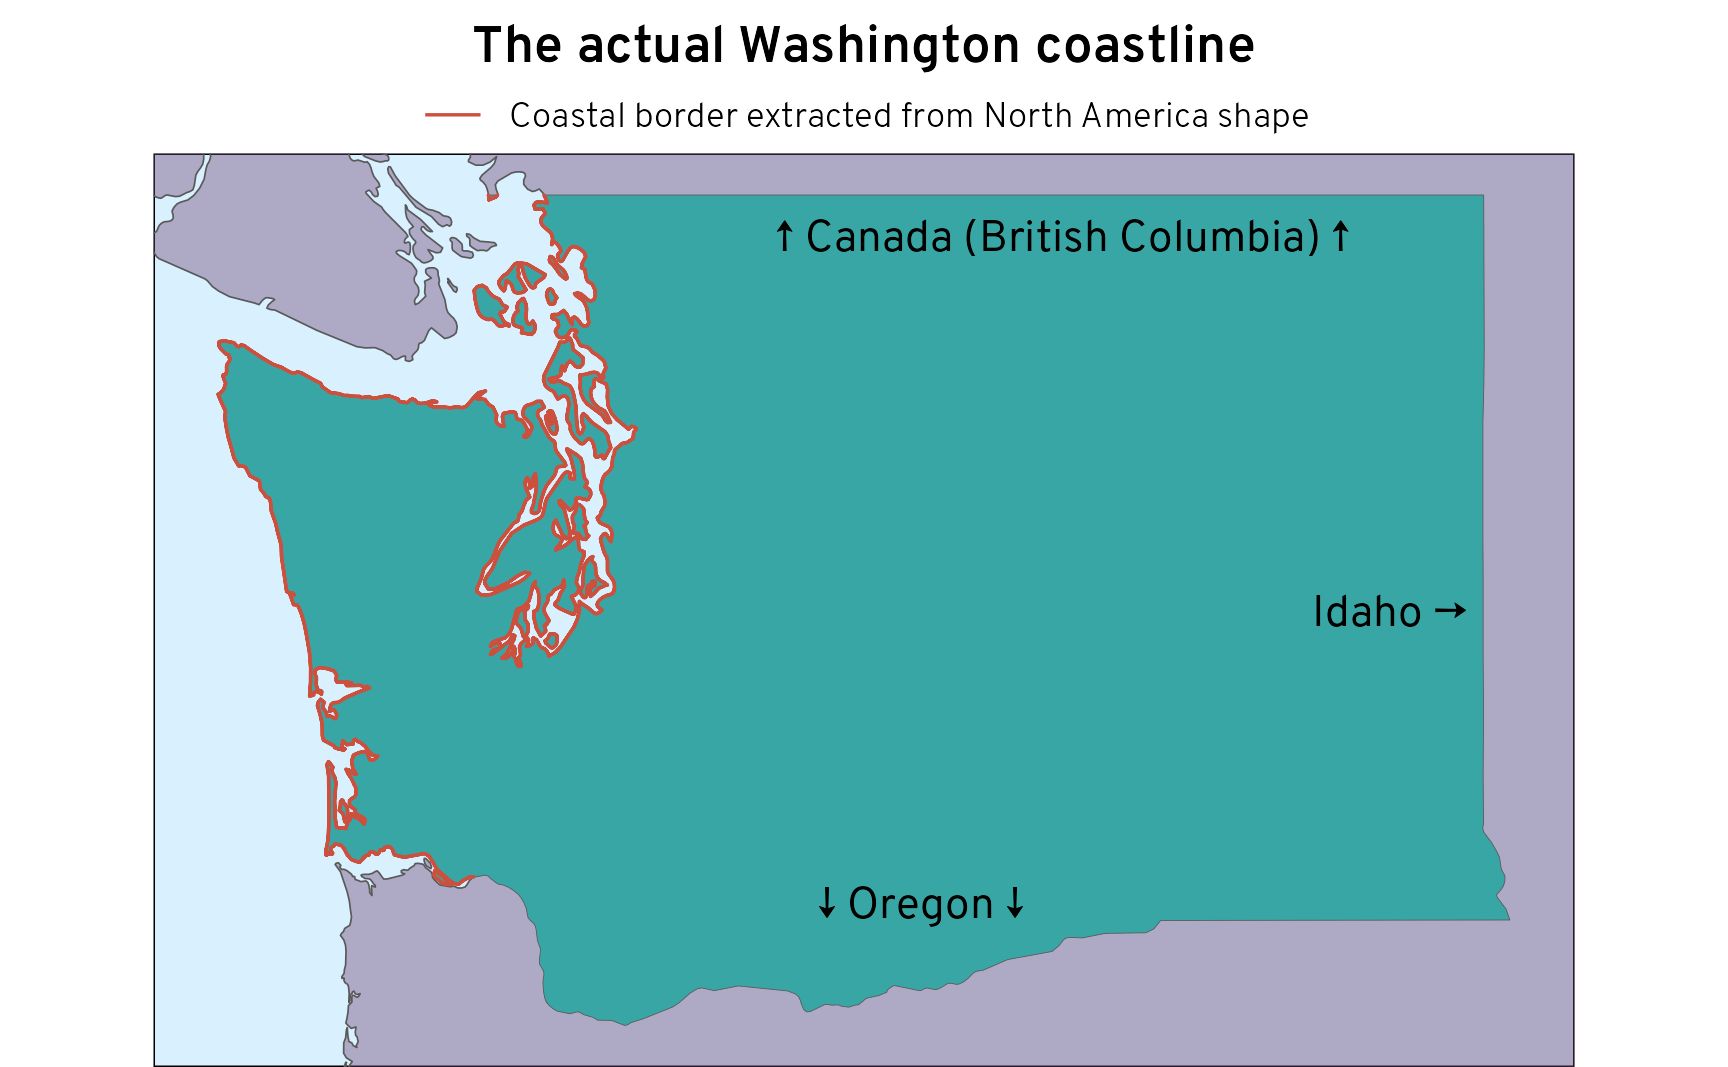 The actual Washington coastline
Coastal border extracted from North America shape
↑ Canada (British Columbia) ↑
Idaho →
↓ Oregon ↓